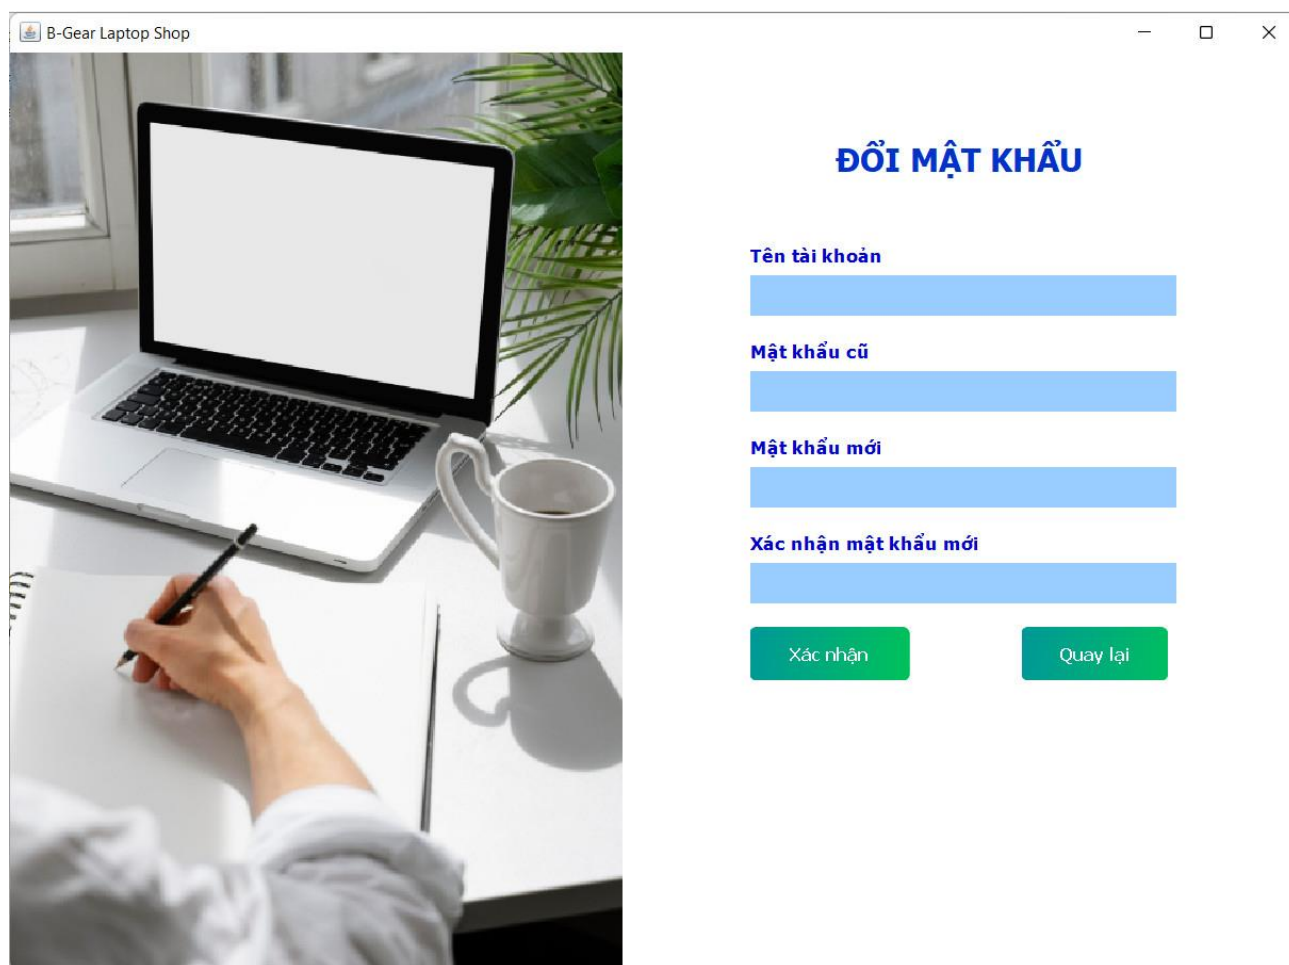 B-Gear Laptop Shop
ĐỔI MẬT KHẨU
Tên tài khoản
Mật khẩu cũ
Mật khẩu mới
Xác nhận mật khẩu mới
Xác nhận
Quay lại